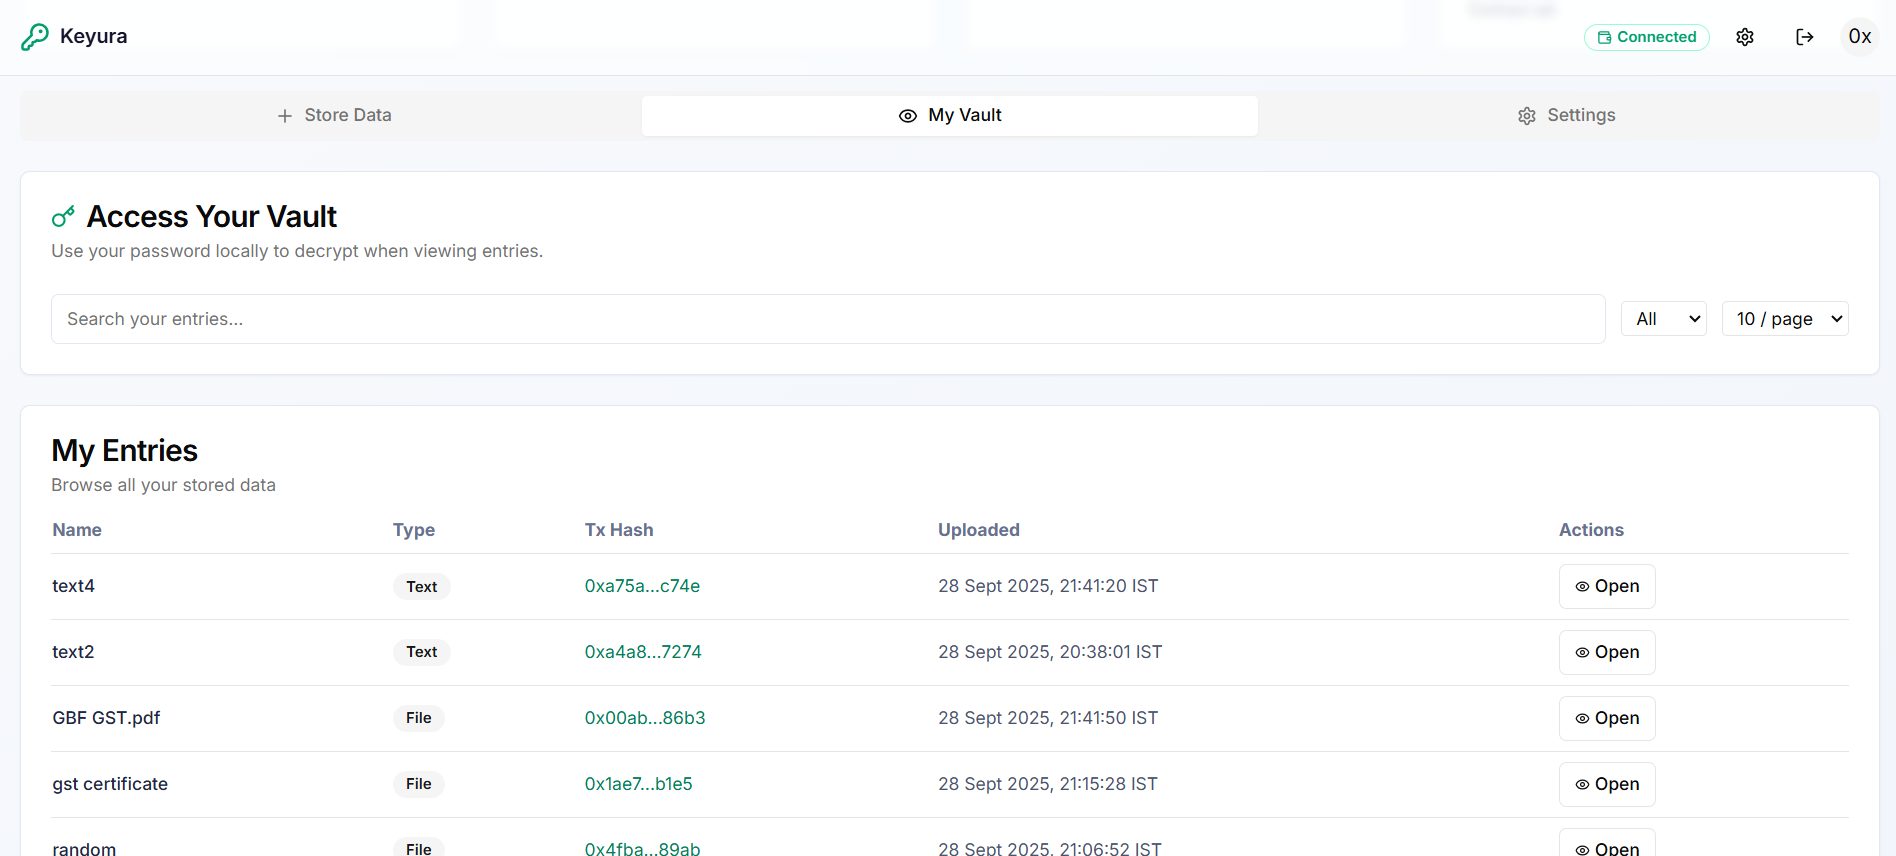 Keyura
Connected
0x
Store Data
My Vault
Settings
Access Your Vault
Use your password locally to decrypt when viewing entries.
Search your entries...
All
10 / page
My Entries
Browse all your stored data
Name Type Tx Hash Uploaded Actions
text4 Text 0xa75a...c74e 28 Sept 2025, 21:41:20 IST Open
text2 Text 0xa4a8...7274 28 Sept 2025, 20:38:01 IST Open
GBF GST.pdf File 0x00ab...86b3 28 Sept 2025, 21:41:50 IST Open
gst certificate File 0x1ae7...b1e5 28 Sept 2025, 21:15:28 IST Open
random File 0x4fba...89ab 28 Sept 2025, 21:06:52 IST Open